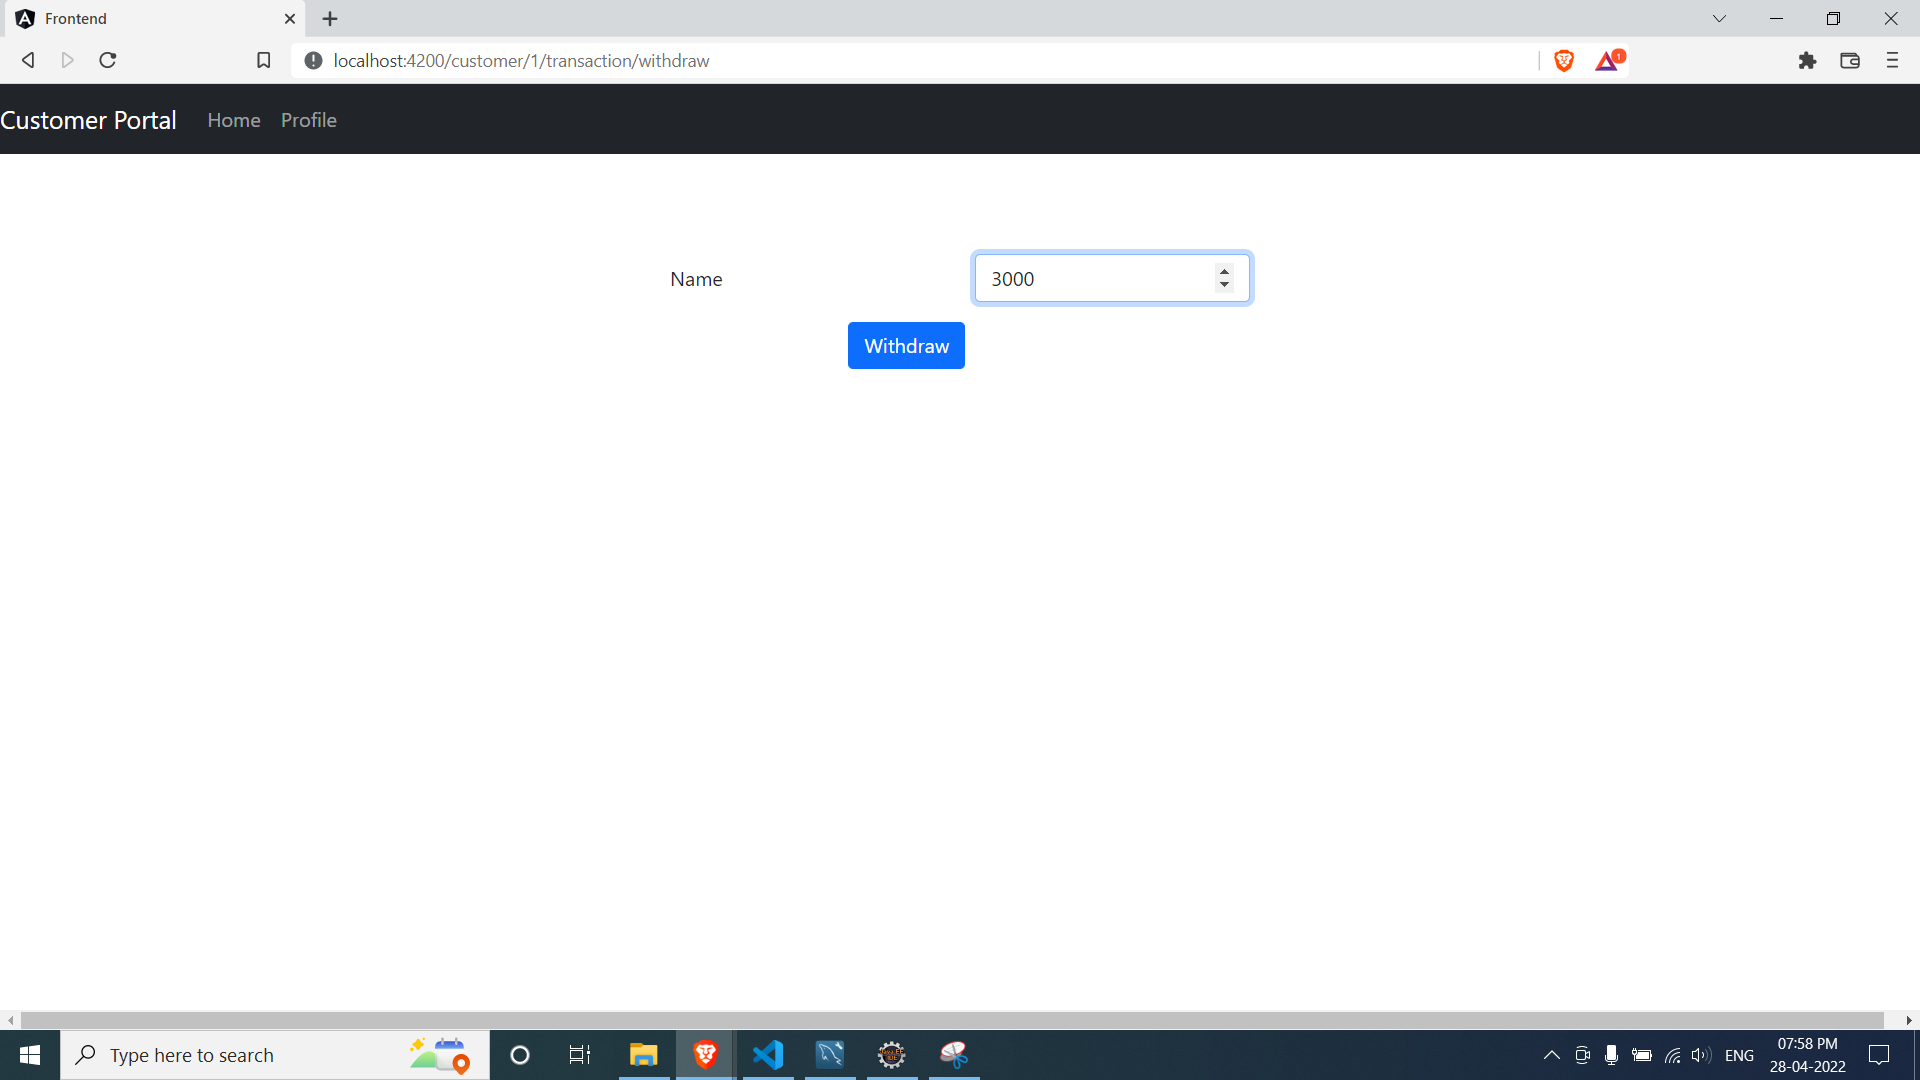 Frontend
localhost:4200/customer/1/transaction/withdraw
1
Customer Portal Home Profile
Name 3000
Withdraw
Type here to search
ENG
07:58 PM
28-04-2022